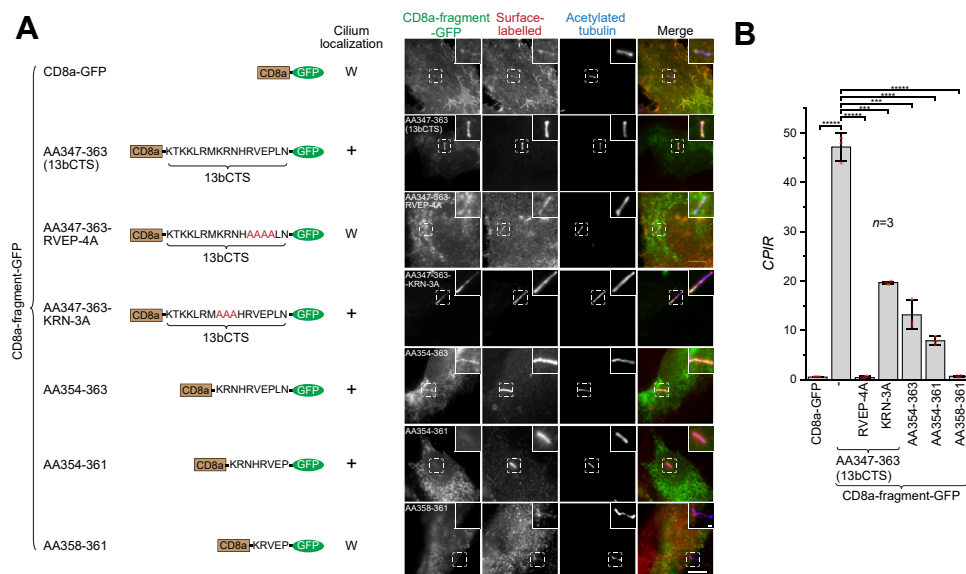 A
Cilium
localization
CD8a-fragment
-GFP
Surface-
labelled
Acetylated
tubulin
Merge
CD8a-fragment-GFP
CD8a-GFP
CD8a GFP
W
AA347-363
(13bCTS)
CD8a KTKKLRMKRNHRVEPLN GFP
13bCTS
+
AA347-363
(13bCTS)
AA347-363-
RVEP-4A
CD8a KTKKLRMKRNHAAAALN GFP
13bCTS
W
AA347-363-
RVEP-4A
AA347-363-
KRN-3A
CD8a KTKKLRMAAAHRVEPLN GFP
13bCTS
+
AA347-363-
-KRN-3A
AA354-363
CD8a KRNHRVEPLN GFP
+
AA354-363
AA354-361
CD8a KRNHRVEP GFP
+
AA354-361
AA358-361
CD8a KRVEP GFP
W
AA358-361
B
*****
****
***
***
*****
*****
CPIR
50
40
30
20
10
0
n=3
CD8a-GFP
-
RVEP-4A
KRN-3A
AA354-363
AA354-361
AA358-361
AA347-363
(13bCTS)
CD8a-fragment-GFP